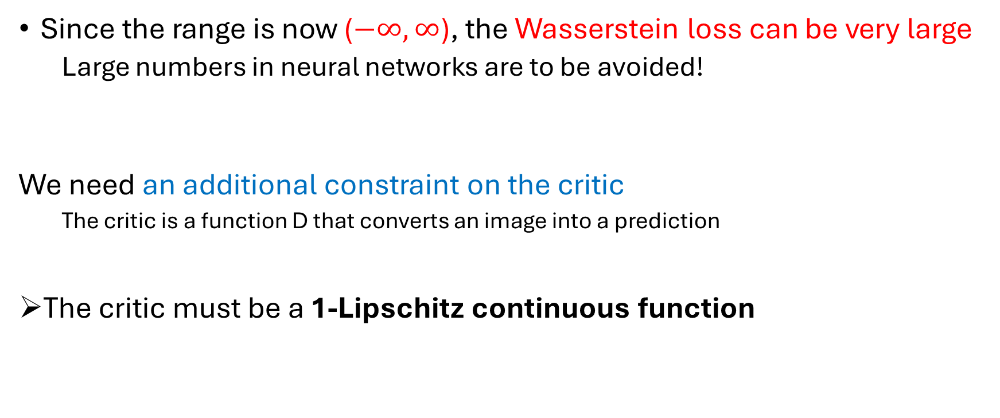 • Since the range is now (−∞, ∞), the Wasserstein loss can be very large
Large numbers in neural networks are to be avoided!
We need an additional constraint on the critic
The critic is a function D that converts an image into a prediction
➢The critic must be a 1-Lipschitz continuous function